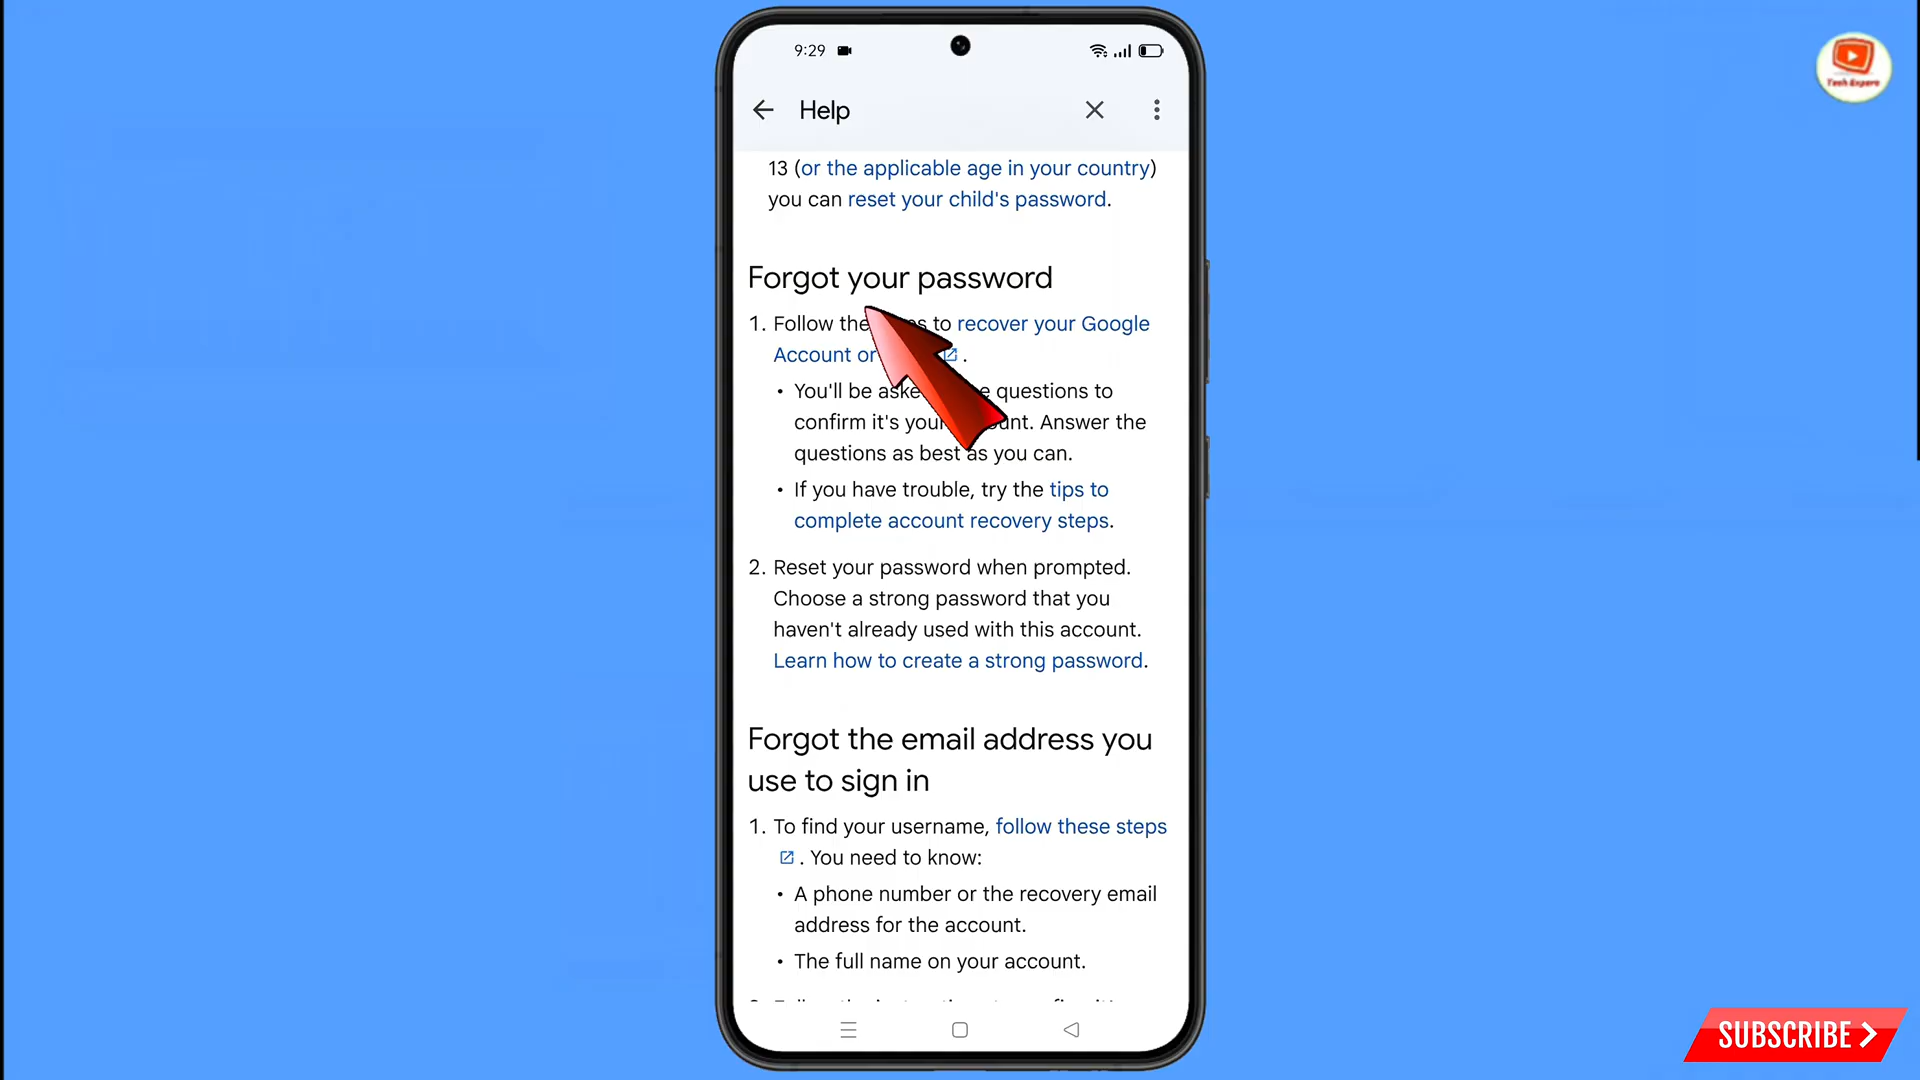 9:29
Tech Expero
Help
13 (or the applicable age in your country)
you can reset your child's password.
Forgot your password
1. Follow the to recover your Google
Account or .
• You'll be questions to
confirm it's your . Answer the
questions as best as you can.
• If you have trouble, try the tips to
complete account recovery steps.
2. Reset your password when prompted.
Choose a strong password that you
haven't already used with this account.
Learn how to create a strong password.
Forgot the email address you
use to sign in
1. To find your username, follow these steps
. You need to know:
• A phone number or the recovery email
address for the account.
• The full name on your account.
SUBSCRIBE